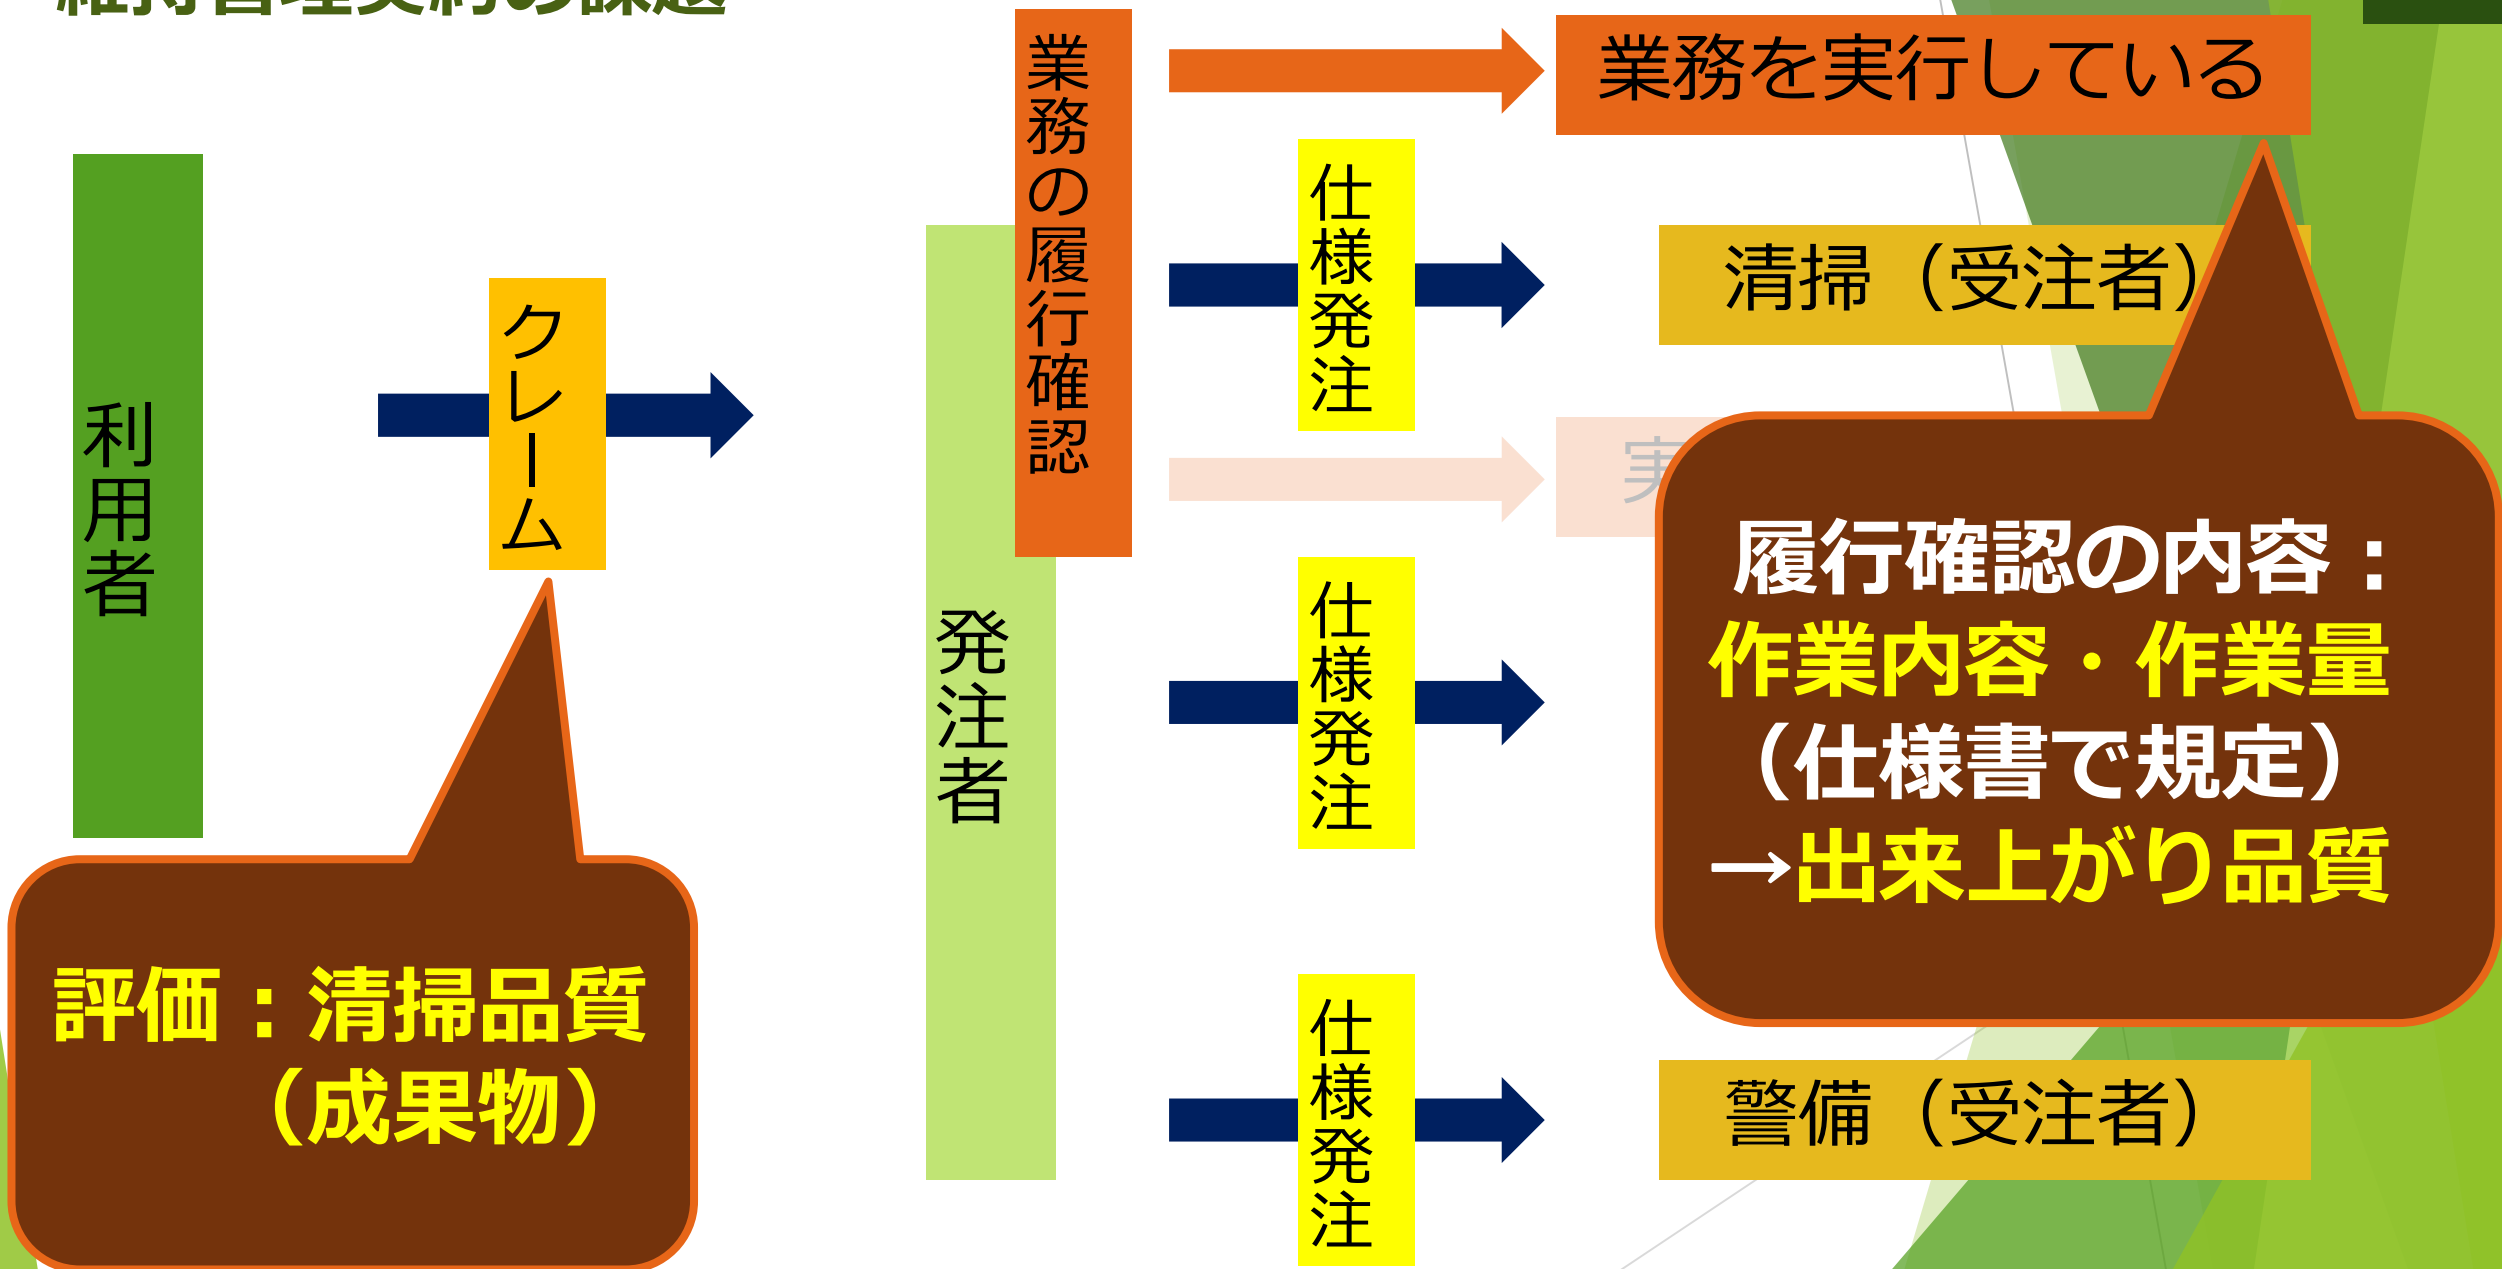 業務の履行確認
業務を実行してしている
利用者
クレーム
発注者
仕様発注
清掃（受注者）
実
仕様発注
仕様発注
警備（受注者）
履行確認の内容：
作業内容・作業量
（仕様書で規定）
→出来上がり品質
評価：清掃品質
（成果物）